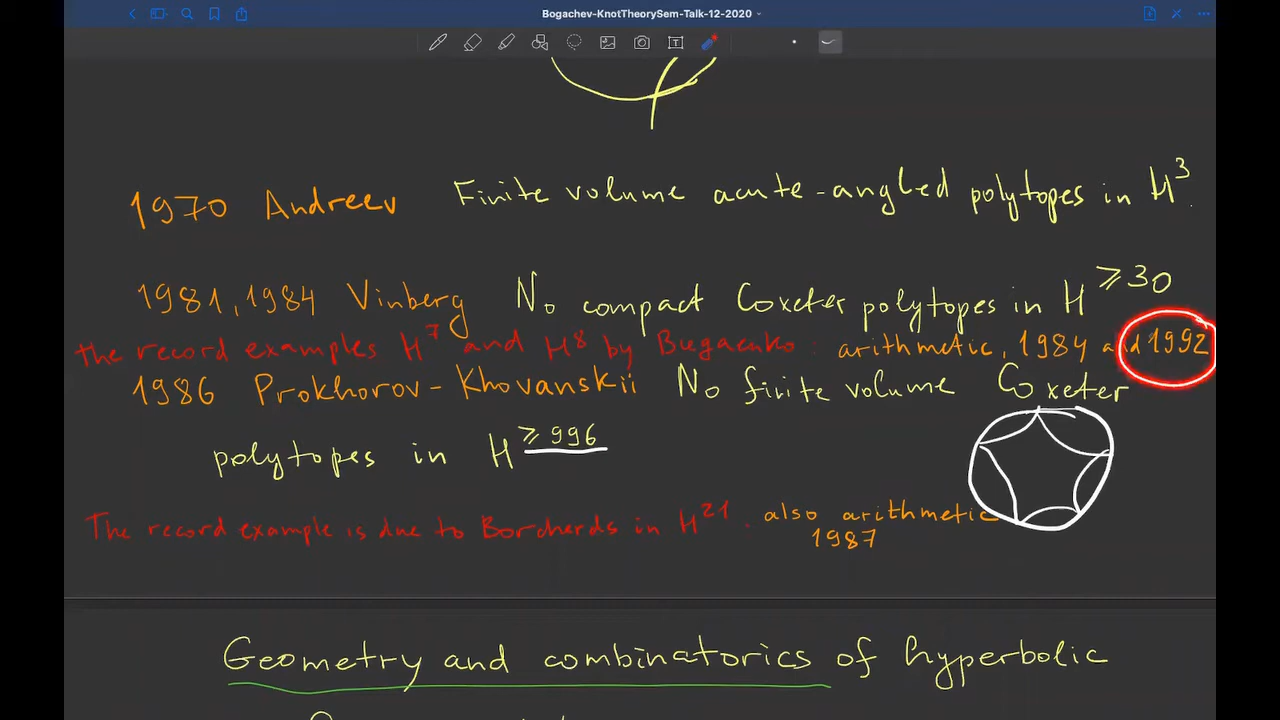 Bogachev-KnotTheorySem-Talk-12-2020
1970 Andreev Finite volume acute-angled polytopes in H³.
1981, 1984 Vinberg No compact Coxeter polytopes in H^≥30
the record examples H⁷ and H⁸ by Bugaenko: arithmetic, 1984 and 1992
1986 Prokhorov-Khovanskii No finite volume Coxeter
polytopes in H^≥996
The record example is due to Borcherds in H²¹. also arithmetic
1987
Geometry and combinatorics of hyperbolic